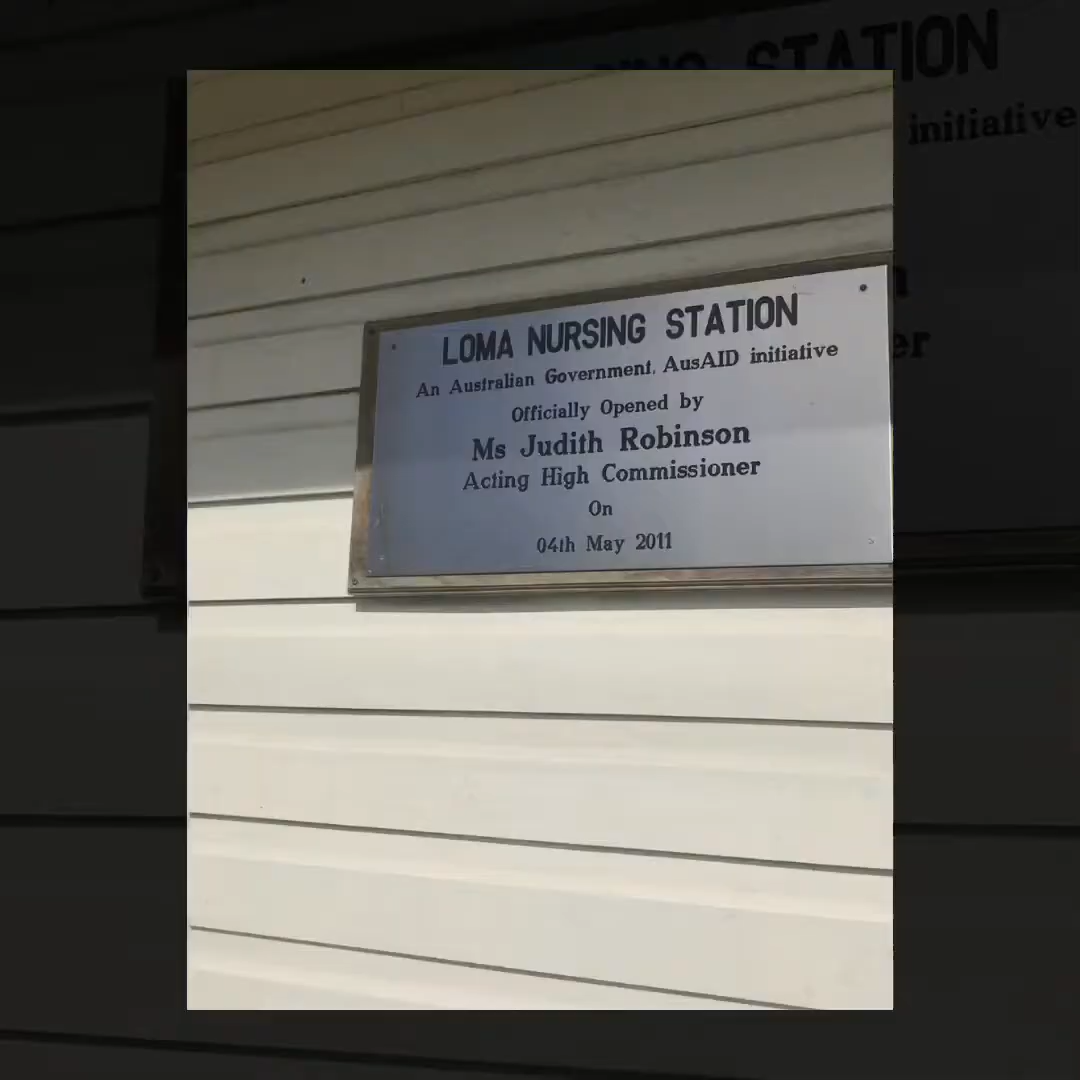 LOMA NURSING STATION
An Australian Government, AusAID initiative
Officially Opened by
Ms Judith Robinson
Acting High Commissioner
On
04th May 2011